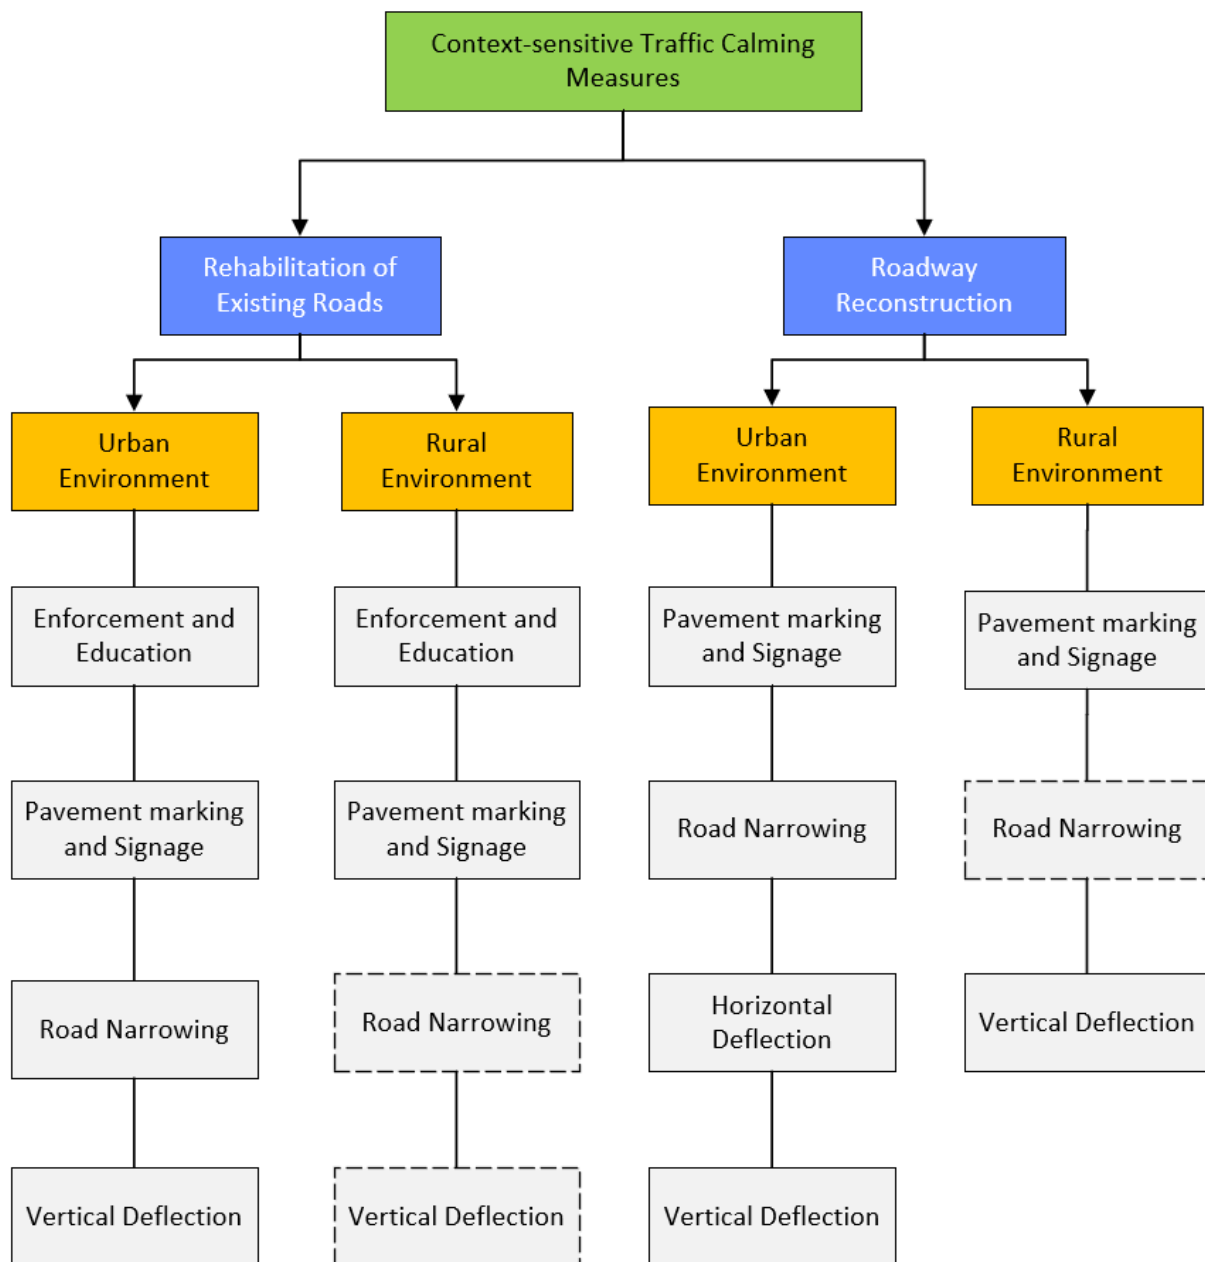 Context-sensitive Traffic Calming
Measures
Rehabilitation of
Existing Roads
Roadway
Reconstruction
Urban
Environment
Rural
Environment
Urban
Environment
Rural
Environment
Enforcement and
Education
Enforcement and
Education
Pavement marking
and Signage
Pavement marking
and Signage
Pavement marking
and Signage
Pavement marking
and Signage
Road Narrowing
Road Narrowing
Road Narrowing
Road Narrowing
Horizontal
Deflection
Vertical Deflection
Vertical Deflection
Vertical Deflection
Vertical Deflection